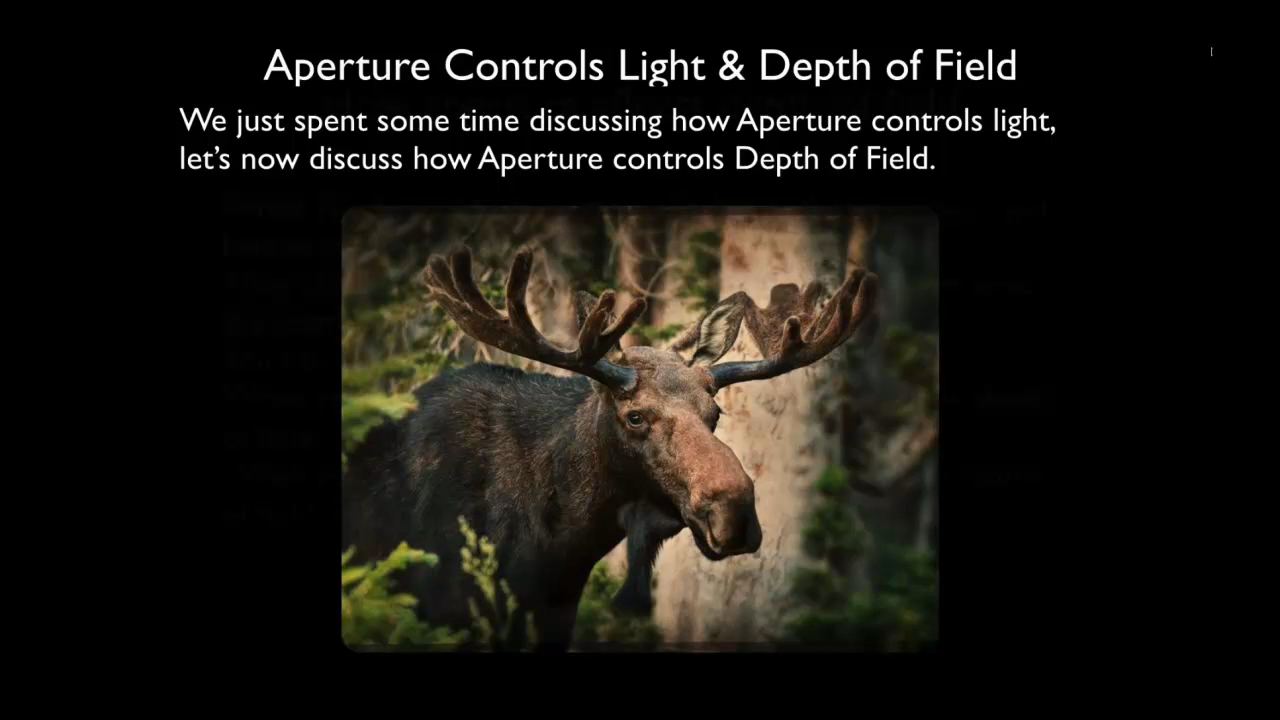 Aperture Controls Light & Depth of Field
We just spent some time discussing how Aperture controls light,
let's now discuss how Aperture controls Depth of Field.